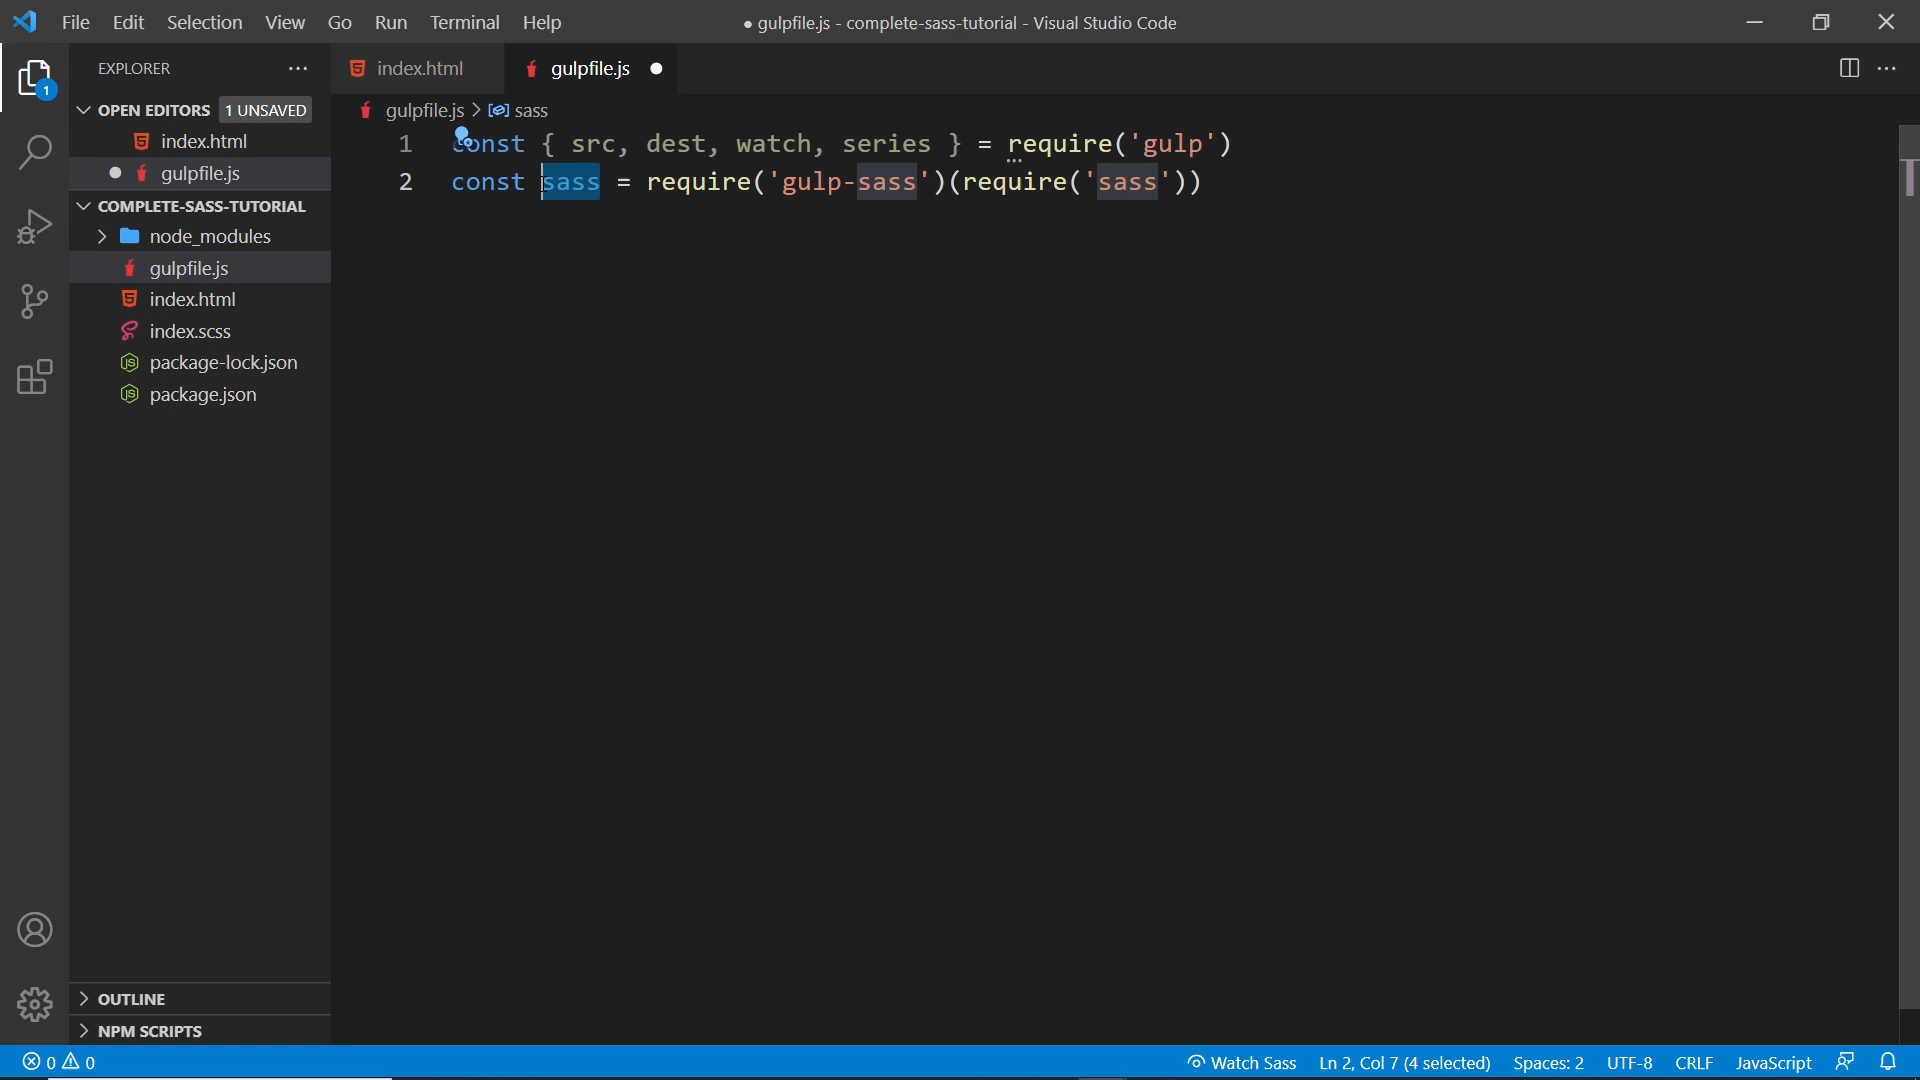 File Edit Selection View Go Run Terminal Help
● gulpfile.js - complete-sass-tutorial - Visual Studio Code
EXPLORER
OPEN EDITORS 1 UNSAVED
index.html
gulpfile.js
COMPLETE-SASS-TUTORIAL
node_modules
gulpfile.js
index.html
index.scss
package-lock.json
package.json
OUTLINE
NPM SCRIPTS
1
index.html
gulpfile.js
gulpfile.js > sass
1 const { src, dest, watch, series } = require('gulp')
2 const sass = require('gulp-sass')(require('sass'))
0 0
Watch Sass Ln 2, Col 7 (4 selected) Spaces: 2 UTF-8 CRLF JavaScript